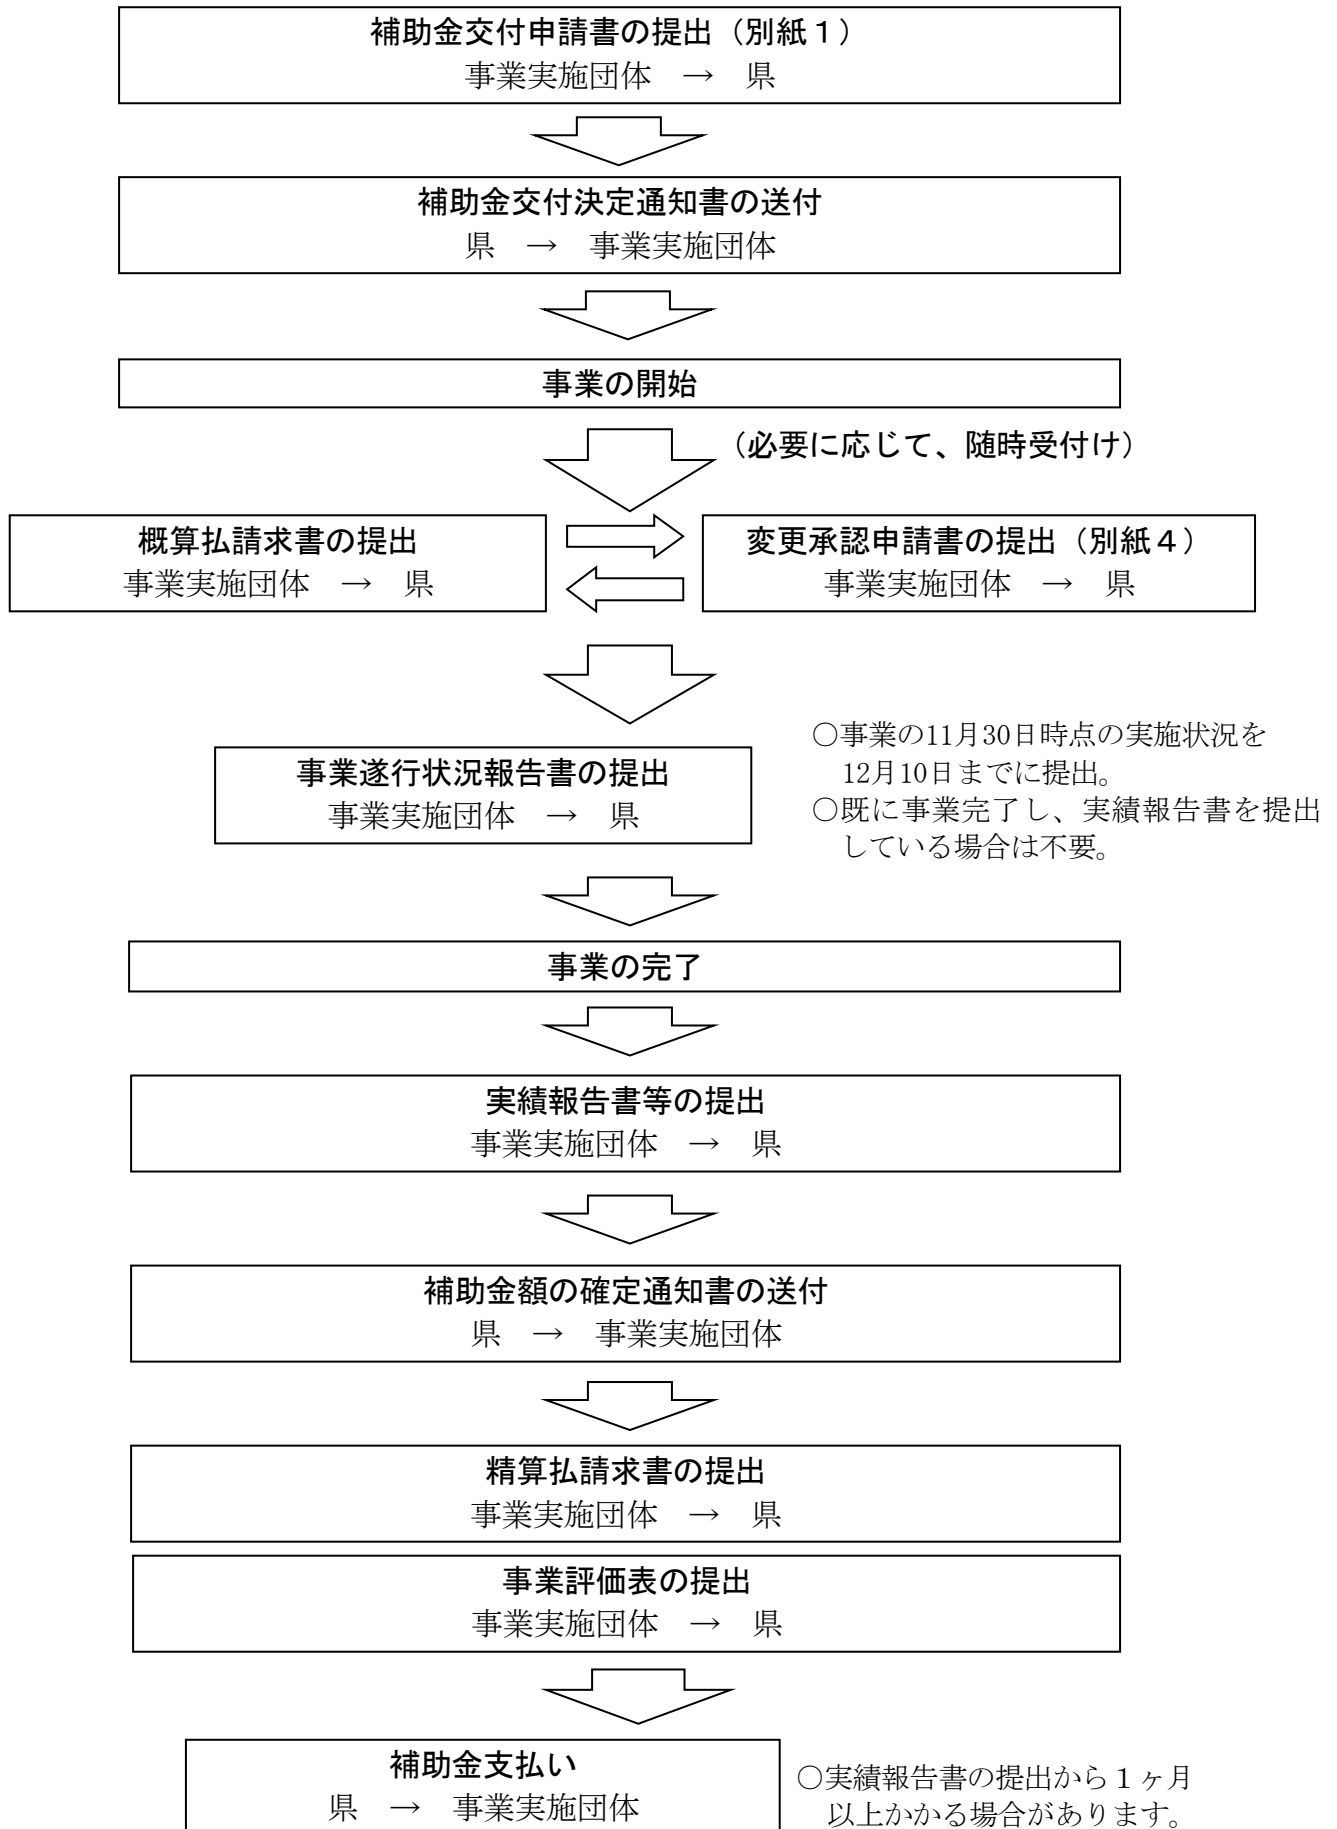 補助金交付申請書の提出（別紙１）
事業実施団体　→　県
補助金交付決定通知書の送付
県　→　事業実施団体
事業の開始
（必要に応じて、随時受付け）
概算払請求書の提出
事業実施団体　→　県
変更承認申請書の提出（別紙４）
事業実施団体　→　県
事業遂行状況報告書の提出
事業実施団体　→　県
○事業の11月30日時点の実施状況を
12月10日までに提出。
○既に事業完了し、実績報告書を提出
している場合は不要。
事業の完了
実績報告書等の提出
事業実施団体　→　県
補助金額の確定通知書の送付
県　→　事業実施団体
精算払請求書の提出
事業実施団体　→　県
事業評価表の提出
事業実施団体　→　県
補助金支払い
県　→　事業実施団体
○実績報告書の提出から１ヶ月
以上かかる場合があります。